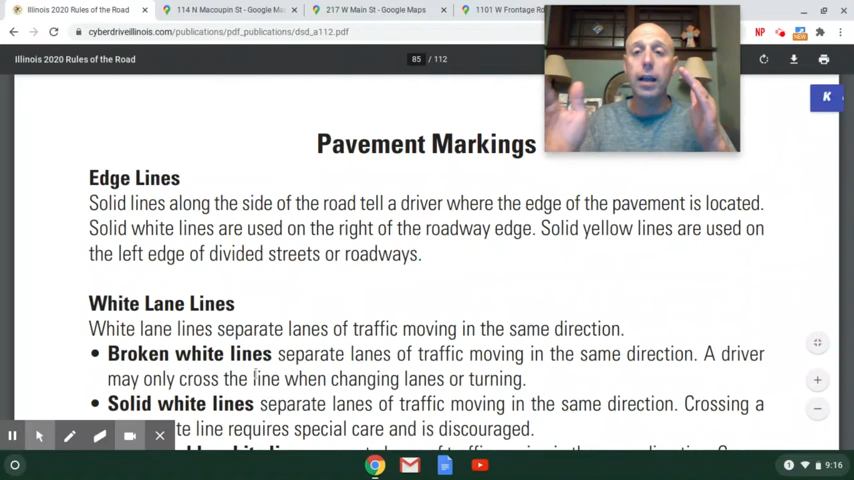 Illinois 2020 Rules of the Road
114 N Macoupin St - Google Ma
217 W Main St - Google Maps
1101 W Frontage Ro
cyberdriveillinois.com/publications/pdf_publications/dsd_a112.pdf
NP
NEW
Illinois 2020 Rules of the Road
85 / 112
K
Pavement Markings
Edge Lines
Solid lines along the side of the road tell a driver where the edge of the pavement is located.
Solid white lines are used on the right of the roadway edge. Solid yellow lines are used on
the left edge of divided streets or roadways.
White Lane Lines
White lane lines separate lanes of traffic moving in the same direction.
• Broken white lines separate lanes of traffic moving in the same direction. A driver
may only cross the line when changing lanes or turning.
• Solid white lines separate lanes of traffic moving in the same direction. Crossing a
te line requires special care and is discouraged.
1
9:16